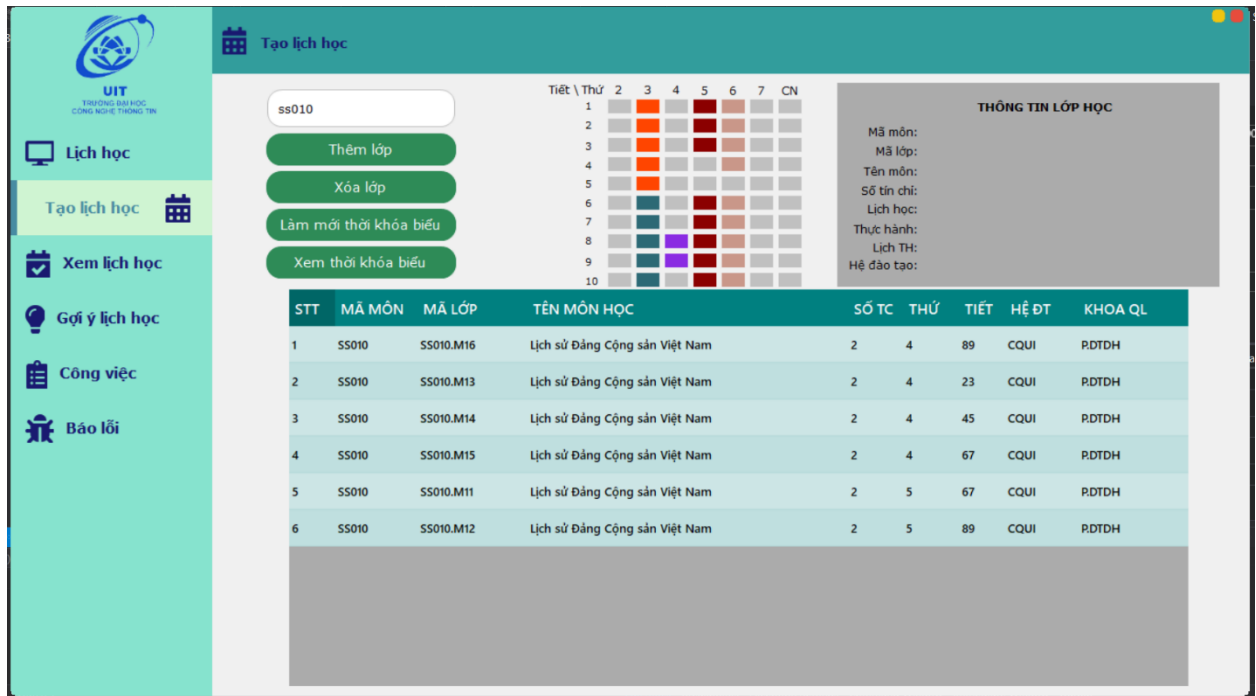 UIT
TRƯỜNG ĐẠI HỌC
CÔNG NGHỆ THÔNG TIN
Lịch học
Tạo lịch học
Xem lịch học
Gợi ý lịch học
Công việc
Báo lỗi
Tạo lịch học
ss010
Thêm lớp
Xóa lớp
Làm mới thời khóa biểu
Xem thời khóa biểu
Tiết \ Thứ 2 3 4 5 6 7 CN
1
2
3
4
5
6
7
8
9
10
THÔNG TIN LỚP HỌC
Mã môn:
Mã lớp:
Tên môn:
Số tín chỉ:
Lịch học:
Thực hành:
Lịch TH:
Hệ đào tạo:
STT MÃ MÔN MÃ LỚP TÊN MÔN HỌC SỐ TC THỨ TIẾT HỆ ĐT KHOA QL
1 SS010 SS010.M16 Lịch sử Đảng Cộng sản Việt Nam 2 4 89 CQUI P.DTDH
2 SS010 SS010.M13 Lịch sử Đảng Cộng sản Việt Nam 2 4 23 CQUI P.DTDH
3 SS010 SS010.M14 Lịch sử Đảng Cộng sản Việt Nam 2 4 45 CQUI P.DTDH
4 SS010 SS010.M15 Lịch sử Đảng Cộng sản Việt Nam 2 4 67 CQUI P.DTDH
5 SS010 SS010.M11 Lịch sử Đảng Cộng sản Việt Nam 2 5 67 CQUI P.DTDH
6 SS010 SS010.M12 Lịch sử Đảng Cộng sản Việt Nam 2 5 89 CQUI P.DTDH